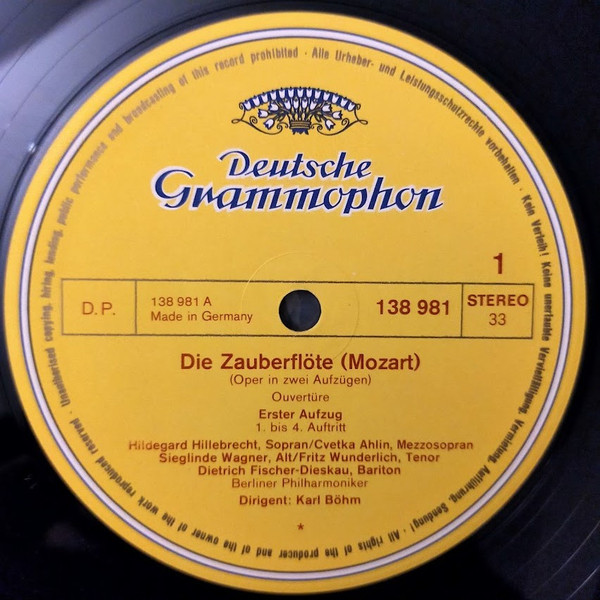 Deutsche
Grammophon
1
D.P.
138 981 A
Made in Germany
138 981
STEREO
33
Die Zauberflöte (Mozart)
(Oper in zwei Aufzügen)
Ouvertüre
Erster Aufzug
1. bis 4. Auftritt
Hildegard Hillebrecht, Sopran/Cvetka Ahlin, Mezzosopran
Sieglinde Wagner, Alt/Fritz Wunderlich, Tenor
Dietrich Fischer-Dieskau, Bariton
Berliner Philharmoniker
Dirigent: Karl Böhm
*
Alle Urheber- und Leistungsschutzrechte vorbehalten · Kein Verleih! Keine unerlaubte Vervielfältigung, Vermietung, Aufführung, Sendung! · All rights of the producer and of the owner of the work reproduced reserved · Unauthorised copying, hiring, lending, public performance and broadcasting of this record prohibited ·